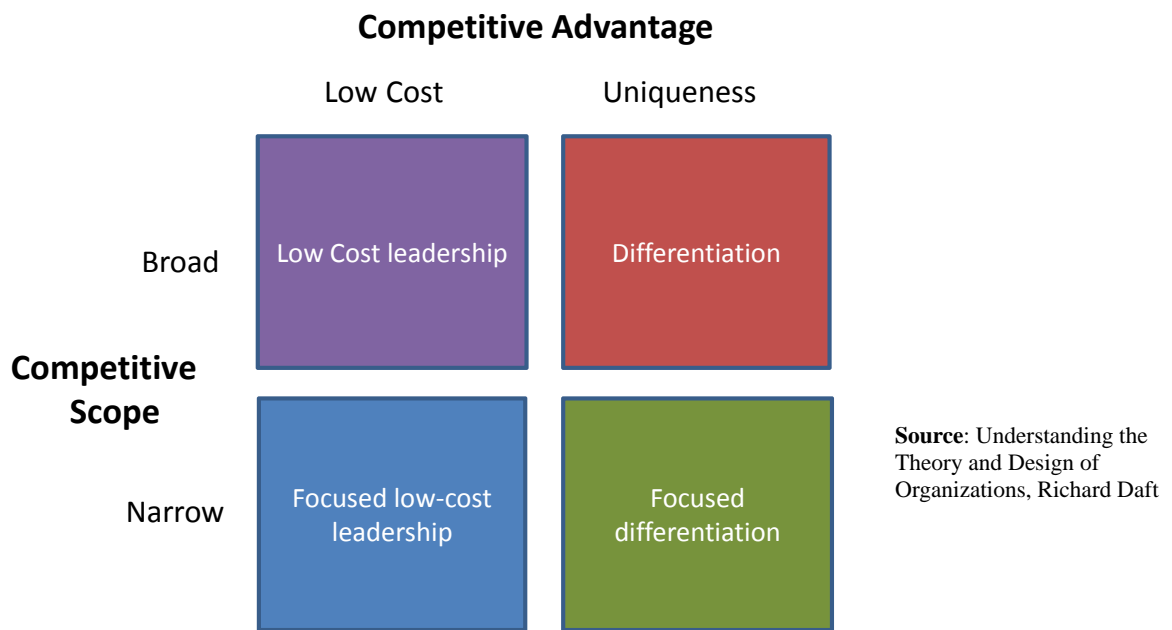 Competitive Advantage
Low Cost
Uniqueness
Broad
Low Cost leadership
Differentiation
Competitive
Scope
Narrow
Focused low-cost
leadership
Focused
differentiation
Source: Understanding the
Theory and Design of
Organizations, Richard Daft